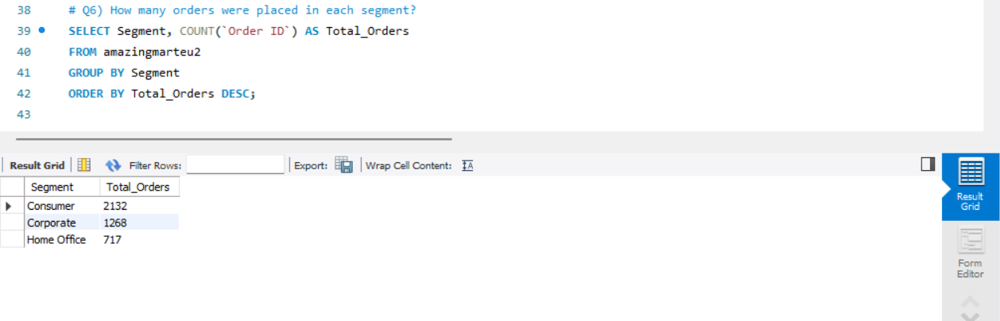 38 # Q6) How many orders were placed in each segment?
39 SELECT Segment, COUNT(`Order ID`) AS Total_Orders
40 FROM amazingmarteu2
41 GROUP BY Segment
42 ORDER BY Total_Orders DESC;
43
Result Grid Filter Rows: Export: Wrap Cell Content: IA
Segment Total_Orders
Consumer 2132
Corporate 1268
Home Office 717
Result
Grid
Form
Editor